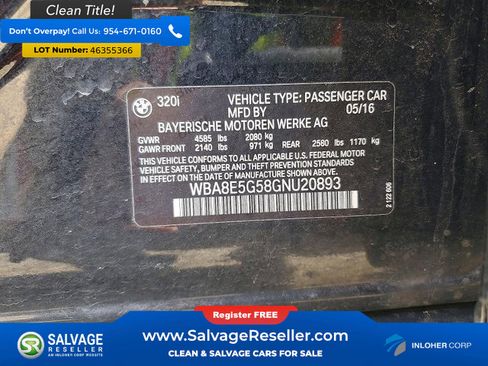 Clean Title!
Don't Overpay! Call Us: 954-671-0160
Lot Number: 46355366
320i
VEHICLE TYPE: PASSENGER CAR
MFD BY 05/16
BAYERISCHE MOTOREN WERKE AG
GVWR 4585 lbs 2080 kg
GAWR FRONT 2140 lbs 971 kg REAR 2580 lbs 1170 kg
THIS VEHICLE CONFORMS TO ALL APPLICABLE U.S. FEDERAL MOTOR
VEHICLE SAFETY, BUMPER AND THEFT PREVENTION STANDARDS
IN EFFECT ON THE DATE OF MANUFACTURE SHOWN ABOVE.
WBA8E5G58GNU20893
2 122 606
Register FREE
www.SalvageReseller.com
CLEAN & SALVAGE CARS FOR SALE
SALVAGE
RESELLER
AN INLOHER CORP WEBSITE
INLOHER CORP